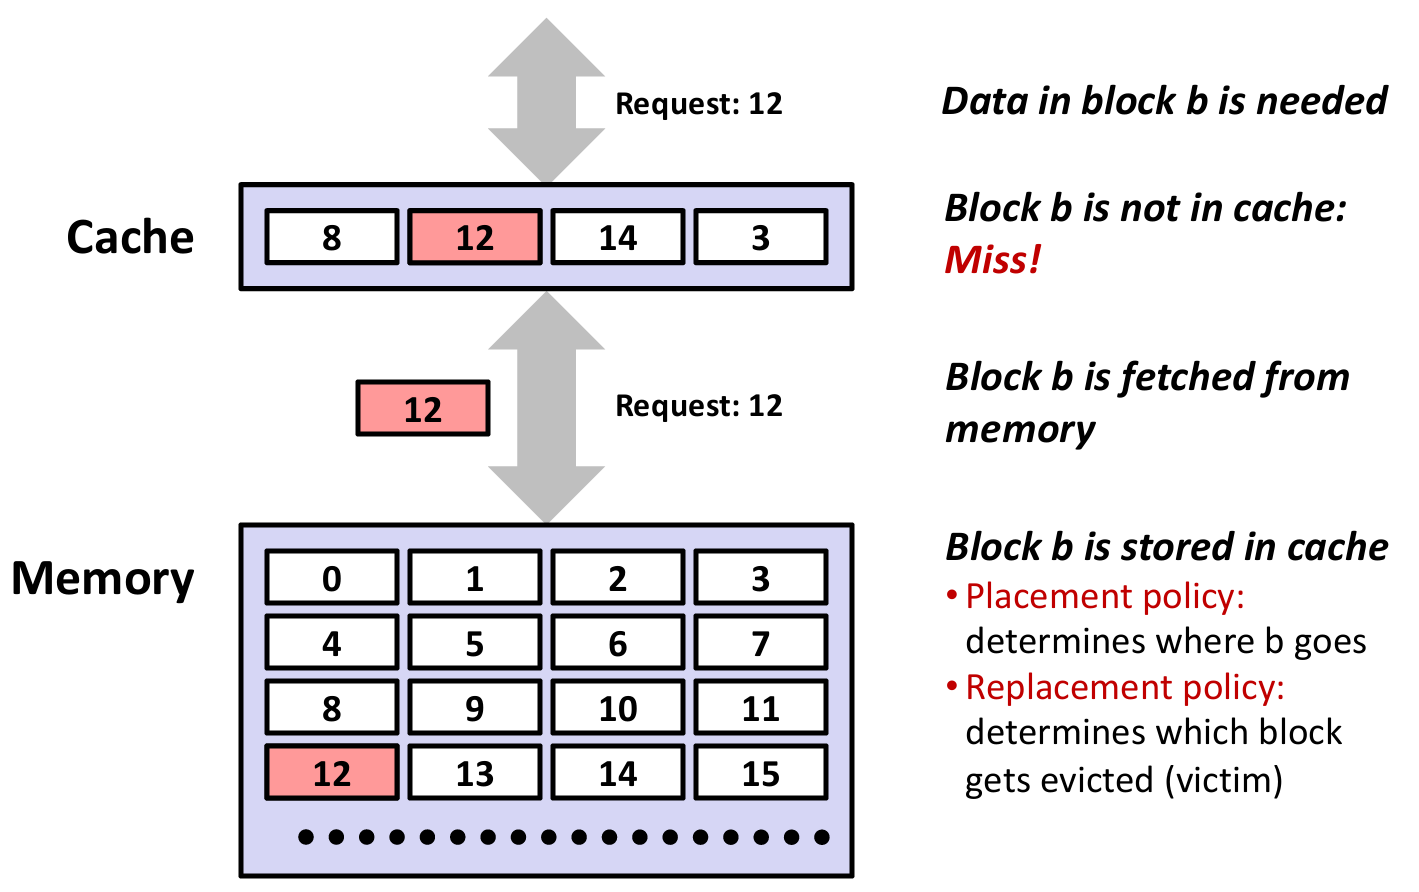 Request: 12
Data in block b is needed
Cache
8 12 14 3
Block b is not in cache:
Miss!
12
Request: 12
Block b is fetched from
memory
Memory
0 1 2 3
4 5 6 7
8 9 10 11
12 13 14 15
Block b is stored in cache
• Placement policy:
determines where b goes
• Replacement policy:
determines which block
gets evicted (victim)